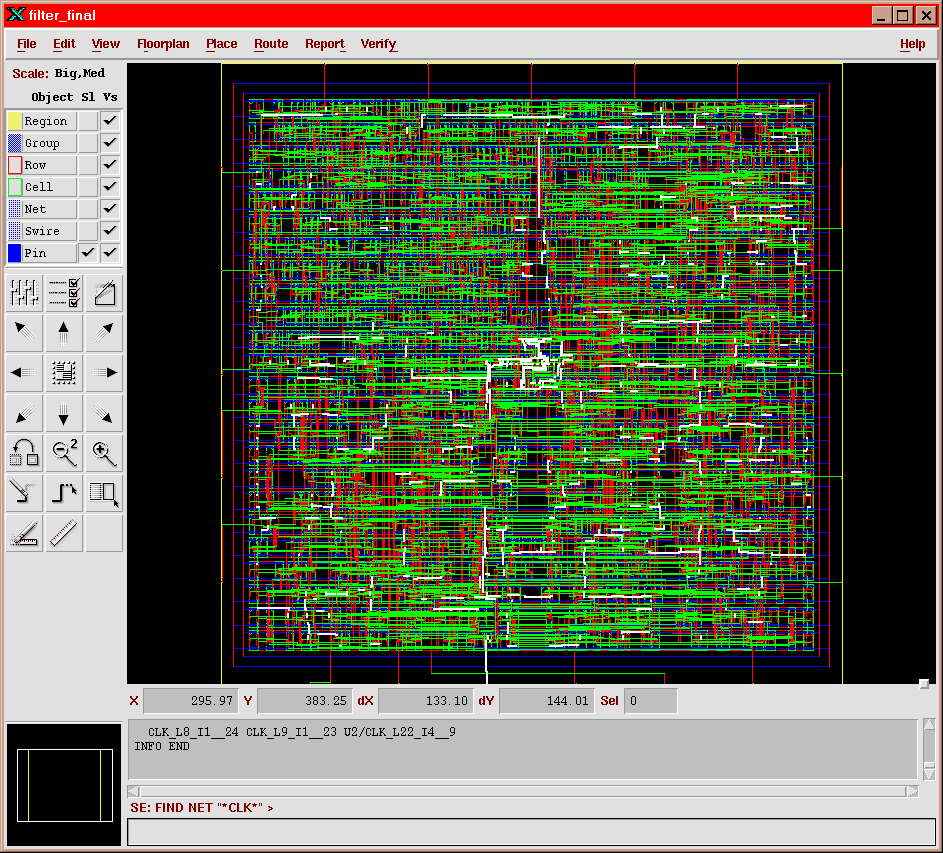 filter_final
File Edit View Floorplan Place Route Report Verify Help
Scale: Big,Med
Object Sl Vs
Region
Group
Row
Cell
Net
Swire
Pin
2
X 295.97 Y 383.25 dX 133.10 dY 144.01 Sel 0
CLK_L8_I1__24 CLK_L9_I1__23 U2/CLK_L22_I4__9
INFO END
SE: FIND NET "*CLK*" >